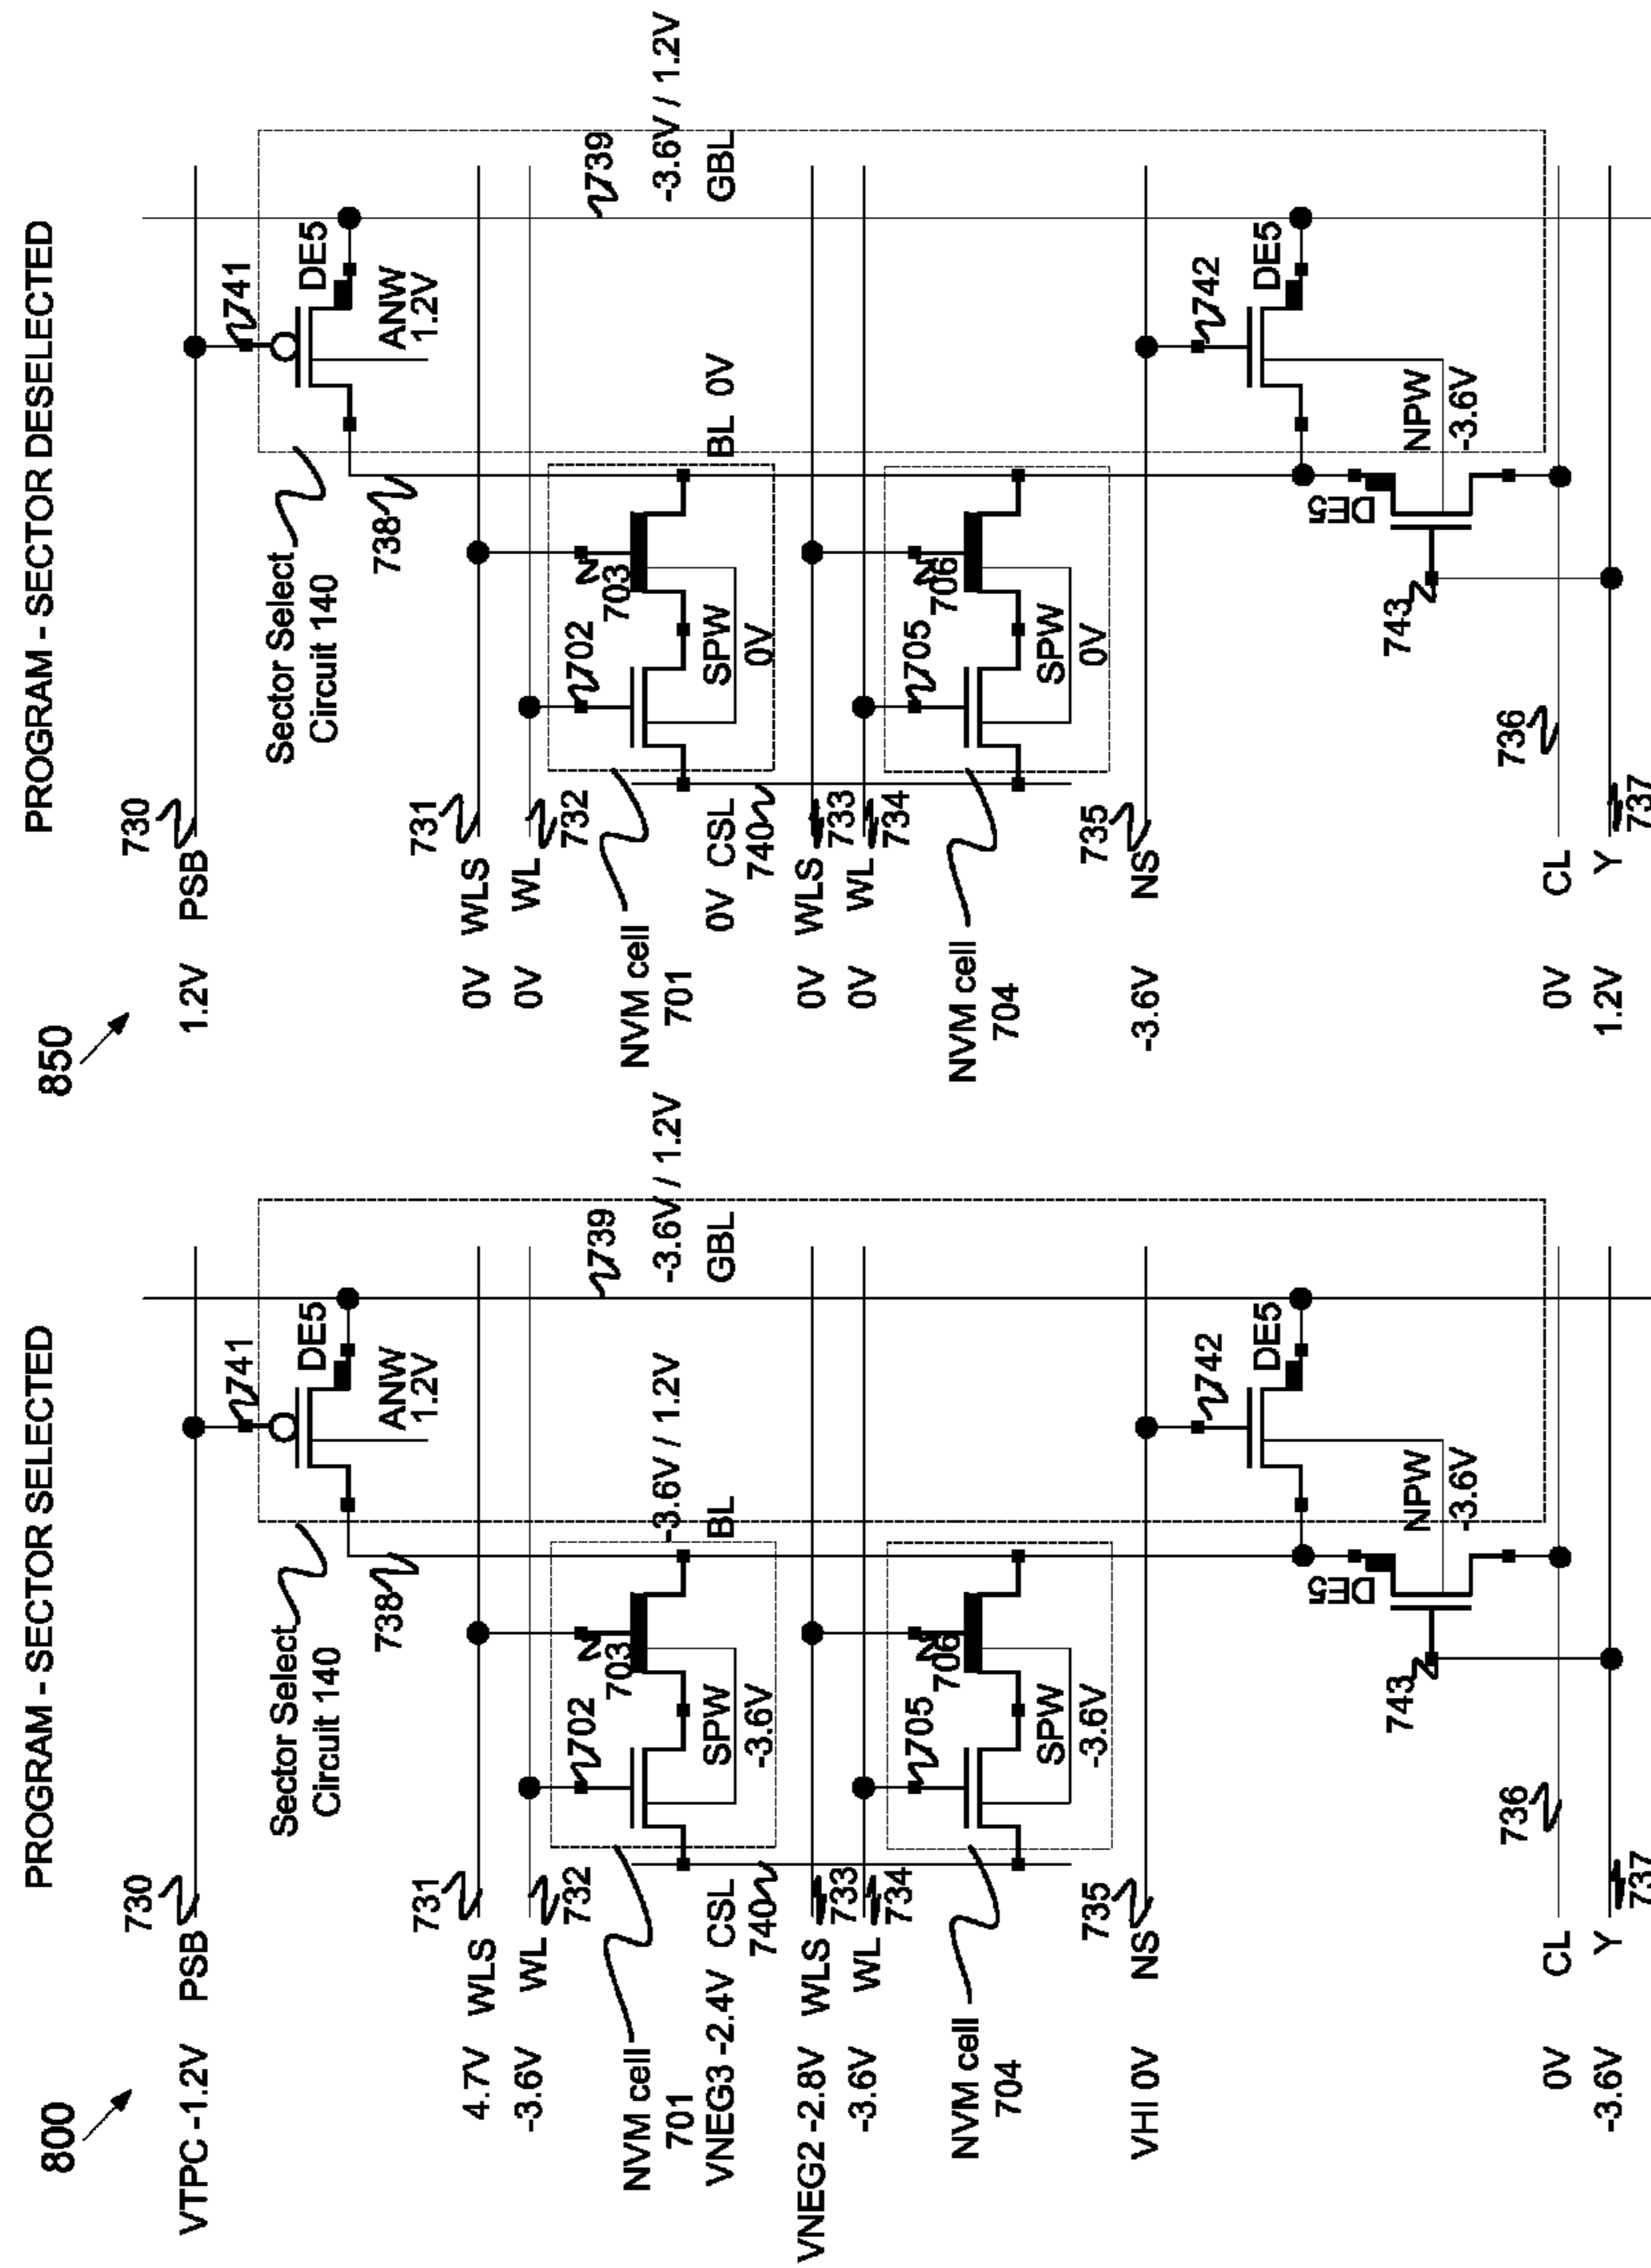 800
PROGRAM - SECTOR SELECTED
VTPC -1.2V PSB
730
741
DE5
ANW
1.2V
Sector Select
Circuit 140
738
4.7V WLS
731
-3.6V WL
732
702
N
703
SPW
-3.6V
NVM cell
701
-3.6V / 1.2V
BL
739
-3.6V / 1.2V
GBL
VNEG3 -2.4V CSL
740
VNEG2 -2.8V WLS
733
-3.6V WL
734
705
N
706
SPW
-3.6V
NVM cell
704
VHI 0V NS
735
742
DE5
NPW
-3.6V
DE5
743
736
0V CL
-3.6V Y
737
850
PROGRAM - SECTOR DESELECTED
1.2V PSB
730
741
DE5
ANW
1.2V
Sector Select
Circuit 140
738
0V WLS
731
0V WL
732
702
N
703
SPW
0V
NVM cell
701
BL 0V
739
-3.6V / 1.2V
GBL
0V CSL
740
0V WLS
733
0V WL
734
705
N
706
SPW
0V
NVM cell
704
-3.6V NS
735
742
DE5
NPW
-3.6V
DE5
743
736
0V CL
1.2V Y
737